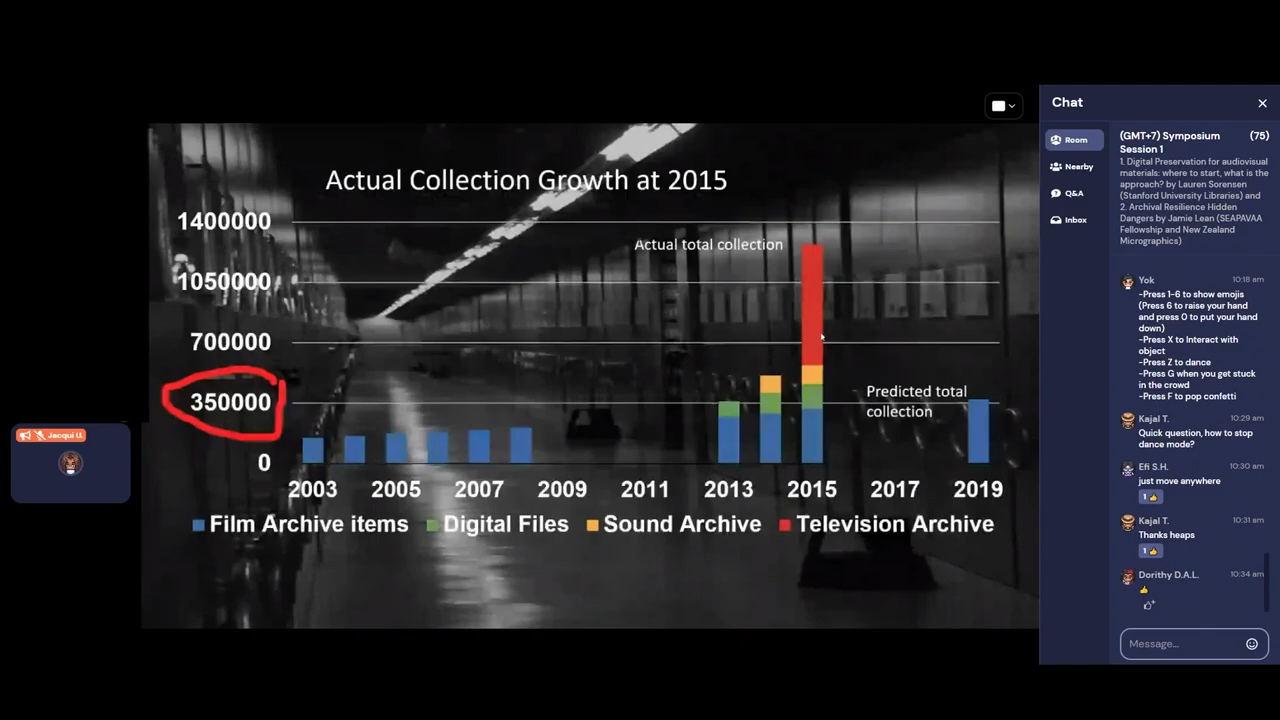 Jacqui U.
Actual Collection Growth at 2015
1400000
1050000
700000
350000
0
Actual total collection
Predicted total
collection
2003 2005 2007 2009 2011 2013 2015 2017 2019
Film Archive items Digital Files Sound Archive Television Archive
Chat
Room
Nearby
Q&A
Inbox
(GMT+7) Symposium (75)
Session 1
1. Digital Preservation for audiovisual
materials: where to start, what is the
approach? by Lauren Sorensen
(Stanford University Libraries) and
2. Archival Resilience Hidden
Dangers by Jamie Lean (SEAPAVAA
Fellowship and New Zealand
Micrographics)
Yok 10:18 am
-Press 1-6 to show emojis
(Press 6 to raise your hand
and press 0 to put your hand
down)
-Press X to Interact with
object
-Press Z to dance
-Press G when you get stuck
in the crowd
-Press F to pop confetti
Kajal T. 10:29 am
Quick question, how to stop
dance mode?
Efi S.H. 10:30 am
just move anywhere
1 👍
Kajal T. 10:31 am
Thanks heaps
1 👍
Dorithy D.A.L. 10:34 am
👍
Message...